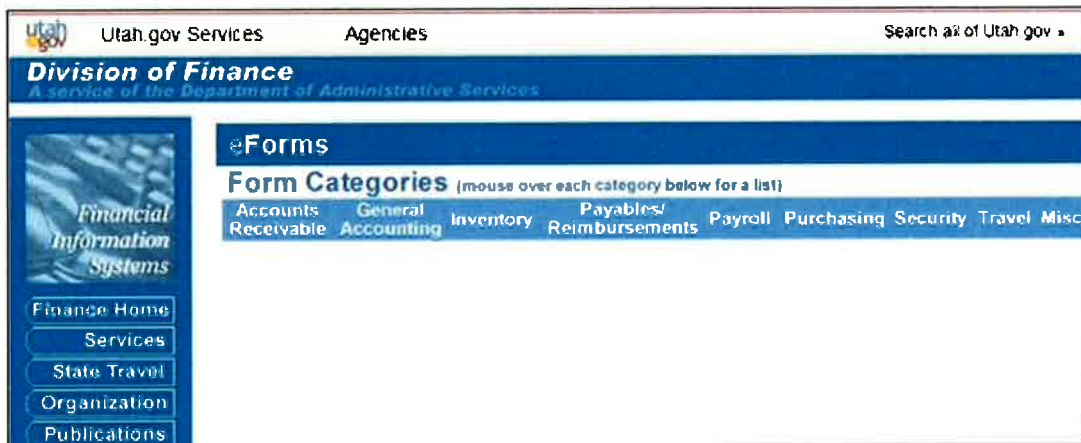 utah gov Utah.gov Services Agencies Search all of Utah.gov »
Division of Finance
A service of the Department of Administrative Services
eForms
Form Categories (mouse over each category below for a list)
Accounts Receivable General Accounting Inventory Payables/ Reimbursements Payroll Purchasing Security Travel Misc
Financial
Information
Systems
Finance Home
Services
State Travel
Organization
Publications